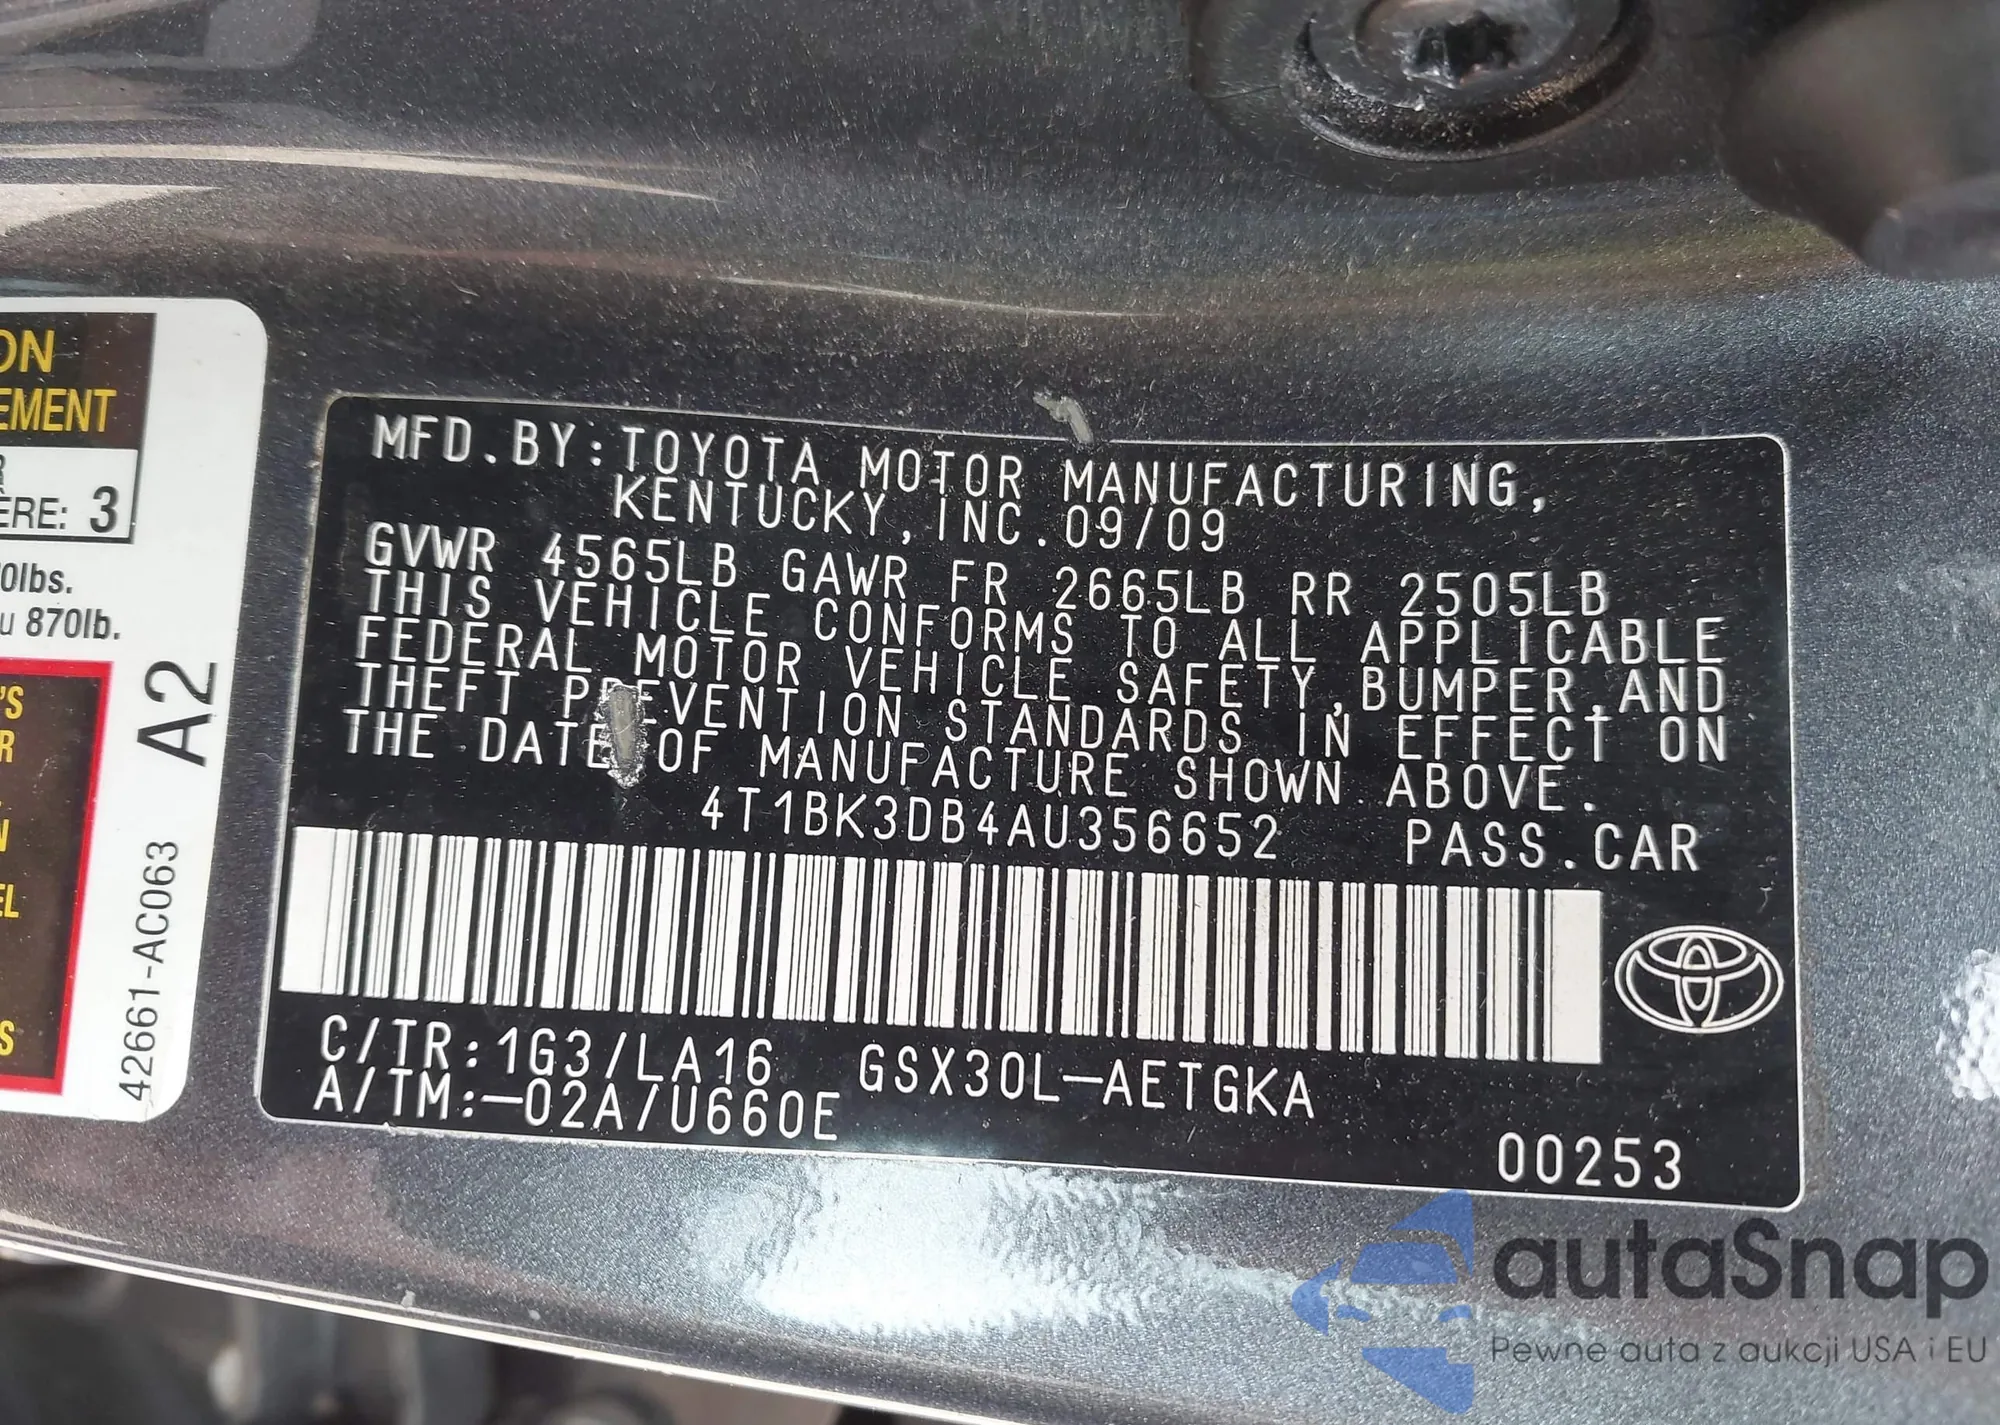 ON
EMENT
R
ERE: 3
0lbs.
u 870lb.
'S
R
N
EL
S
A2
42661-AC063
MFD.BY:TOYOTA MOTOR MANUFACTURING,
KENTUCKY,INC.09/09
GVWR 4565LB GAWR FR 2665LB RR 2505LB
THIS VEHICLE CONFORMS TO ALL APPLICABLE
FEDERAL MOTOR VEHICLE SAFETY,BUMPER,AND
THEFT PREVENTION STANDARDS IN EFFECT ON
THE DATE OF MANUFACTURE SHOWN ABOVE.
4T1BK3DB4AU356652 PASS.CAR
C/TR:1G3/LA16 GSX30L-AETGKA
A/TM:-02A/U660E
00253
autaSnap
Pewne auta z aukcji USA i EU